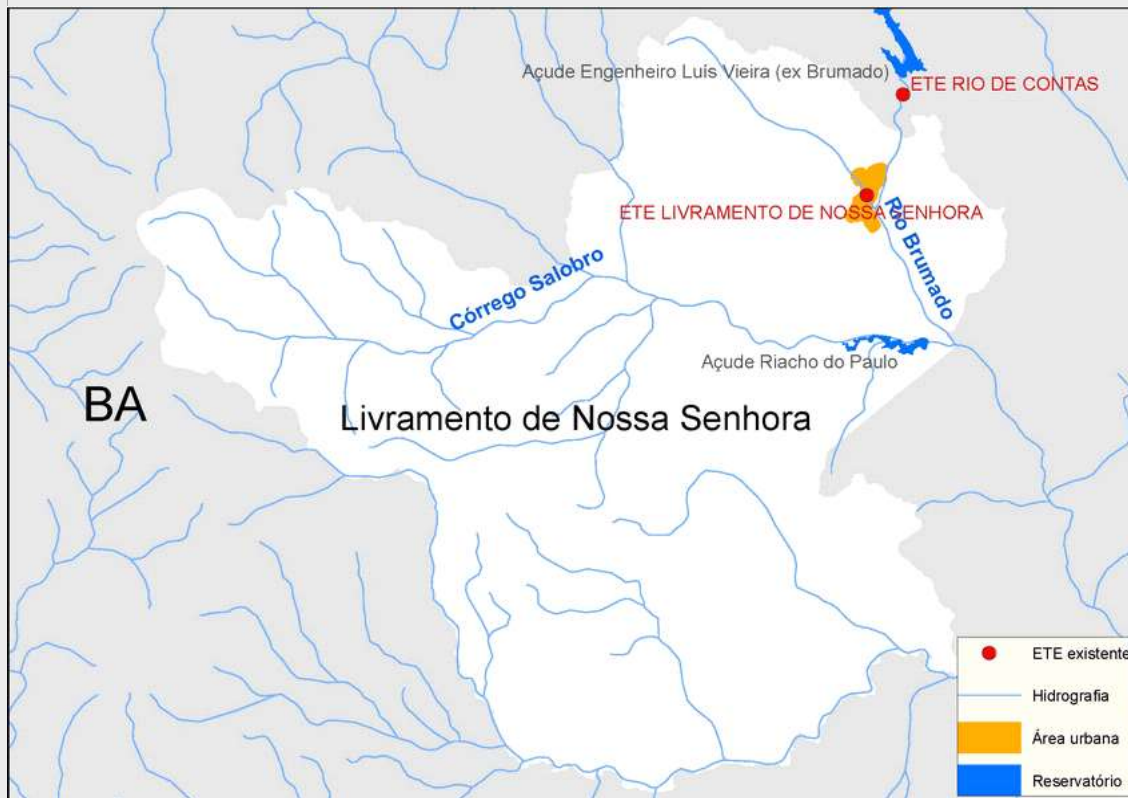 Açude Engenheiro Luís Vieira (ex Brumado)
ETE RIO DE CONTAS
ETE LIVRAMENTO DE NOSSA SENHORA
Rio Brumado
Córrego Salobro
Açude Riacho do Paulo
BA
Livramento de Nossa Senhora
ETE existente
Hidrografia
Área urbana
Reservatório